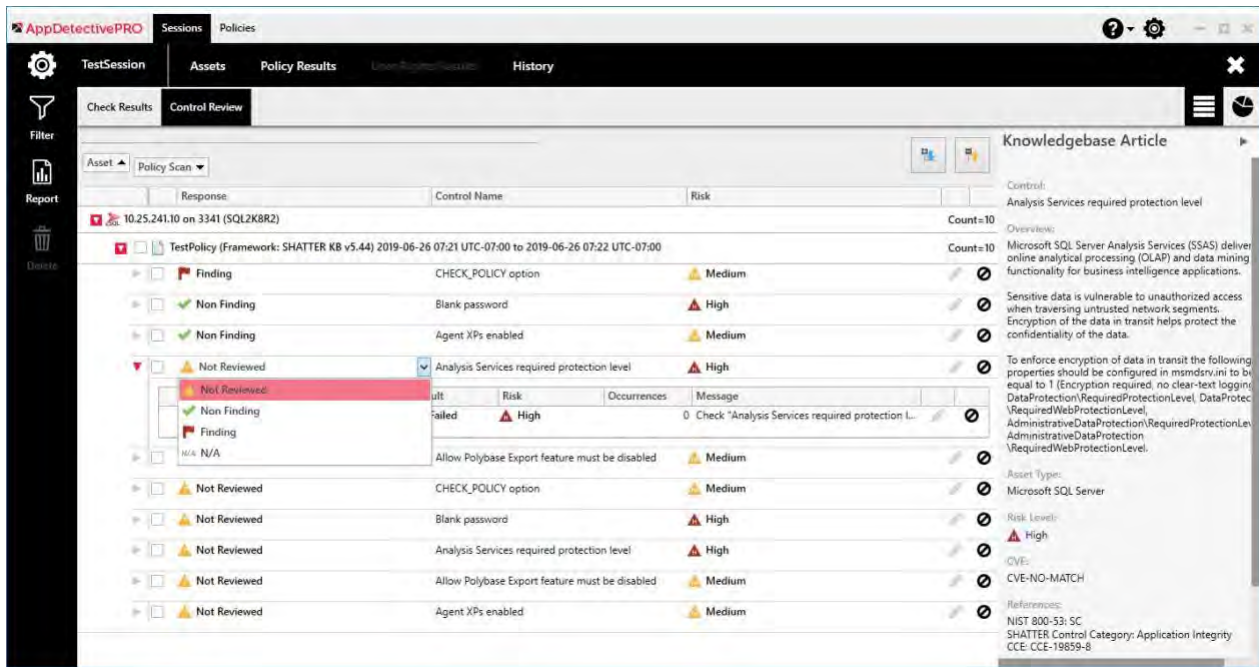 AppDetectivePRO Sessions Policies
TestSession Assets Policy Results User Rights Results History
Check Results Control Review
Filter
Report
Delete
Asset Policy Scan
Response Control Name Risk
10.25.241.10 on 3341 (SQL2K8R2) Count=10
TestPolicy (Framework: SHATTER KB v5.44) 2019-06-26 07:21 UTC-07:00 to 2019-06-26 07:22 UTC-07:00 Count=10
Finding CHECK_POLICY option Medium
Non Finding Blank password High
Non Finding Agent XPs enabled Medium
Not Reviewed Analysis Services required protection level High
Not Reviewed
Non Finding
Finding
N/A N/A
ult Risk Occurrences Message
Failed High 0 Check "Analysis Services required protection l...
Allow Polybase Export feature must be disabled Medium
Not Reviewed CHECK_POLICY option Medium
Not Reviewed Blank password High
Not Reviewed Analysis Services required protection level High
Not Reviewed Allow Polybase Export feature must be disabled Medium
Not Reviewed Agent XPs enabled Medium
Knowledgebase Article
Control:
Analysis Services required protection level
Overview:
Microsoft SQL Server Analysis Services (SSAS) deliver
online analytical processing (OLAP) and data mining
functionality for business intelligence applications.
Sensitive data is vulnerable to unauthorized access
when traversing untrusted network segments.
Encryption of the data in transit helps protect the
confidentiality of the data.
To enforce encryption of data in transit the following
properties should be configured in msmdsrv.ini to be
equal to 1 (Encryption required, no clear-text logging
DataProtection\RequiredProtectionLevel, DataProtec
\RequiredWebProtectionLevel,
AdministrativeDataProtection\RequiredProtectionLev
AdministrativeDataProtection
\RequiredWebProtectionLevel.
Asset Type:
Microsoft SQL Server
Risk Level:
High
CVE:
CVE-NO-MATCH
References:
NIST 800-53: SC
SHATTER Control Category: Application Integrity
CCE: CCE-19859-8